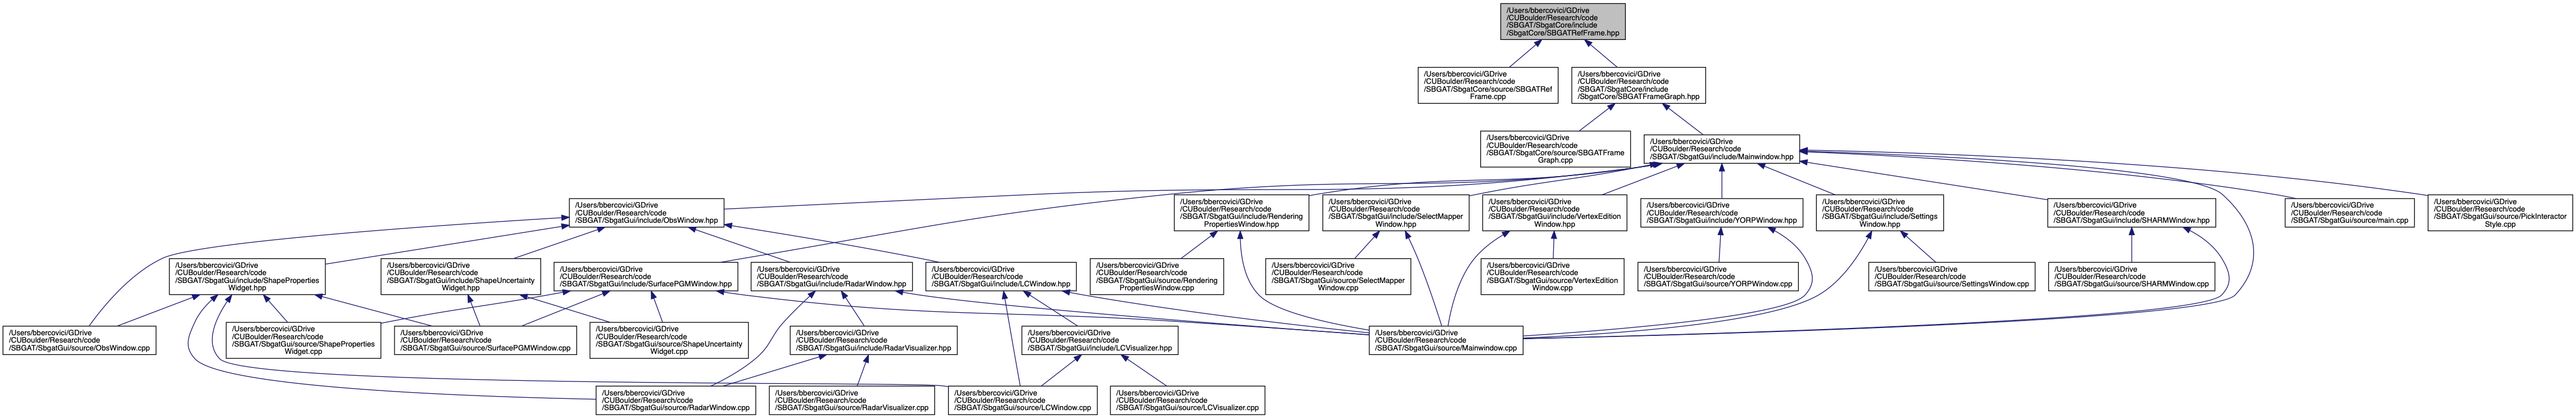 /Users/bbercovici/GDrive
/CUBoulder/Research/code
/SBGAT/SbgatCore/include
/SbgatCore/SBGATRefFrame.hpp
/Users/bbercovici/GDrive
/CUBoulder/Research/code
/SBGAT/SbgatCore/source/SBGATRef
Frame.cpp
/Users/bbercovici/GDrive
/CUBoulder/Research/code
/SBGAT/SbgatCore/include
/SbgatCore/SBGATFrameGraph.hpp
/Users/bbercovici/GDrive
/CUBoulder/Research/code
/SBGAT/SbgatCore/source/SBGATFrame
Graph.cpp
/Users/bbercovici/GDrive
/CUBoulder/Research/code
/SBGAT/SbgatGui/include/Mainwindow.hpp
/Users/bbercovici/GDrive
/CUBoulder/Research/code
/SBGAT/SbgatGui/include/ObsWindow.hpp
/Users/bbercovici/GDrive
/CUBoulder/Research/code
/SBGAT/SbgatGui/include/Rendering
PropertiesWindow.hpp
/Users/bbercovici/GDrive
/CUBoulder/Research/code
/SBGAT/SbgatGui/include/SelectMapper
Window.hpp
/Users/bbercovici/GDrive
/CUBoulder/Research/code
/SBGAT/SbgatGui/include/VertexEdition
Window.hpp
/Users/bbercovici/GDrive
/CUBoulder/Research/code
/SBGAT/SbgatGui/include/YORPWindow.hpp
/Users/bbercovici/GDrive
/CUBoulder/Research/code
/SBGAT/SbgatGui/include/Settings
Window.hpp
/Users/bbercovici/GDrive
/CUBoulder/Research/code
/SBGAT/SbgatGui/include/SHARMWindow.hpp
/Users/bbercovici/GDrive
/CUBoulder/Research/code
/SBGAT/SbgatGui/source/main.cpp
/Users/bbercovici/GDrive
/CUBoulder/Research/code
/SBGAT/SbgatGui/source/PickInteractor
Style.cpp
/Users/bbercovici/GDrive
/CUBoulder/Research/code
/SBGAT/SbgatGui/include/ShapeProperties
Widget.hpp
/Users/bbercovici/GDrive
/CUBoulder/Research/code
/SBGAT/SbgatGui/include/ShapeUncertainty
Widget.hpp
/Users/bbercovici/GDrive
/CUBoulder/Research/code
/SBGAT/SbgatGui/include/SurfacePGMWindow.hpp
/Users/bbercovici/GDrive
/CUBoulder/Research/code
/SBGAT/SbgatGui/include/RadarWindow.hpp
/Users/bbercovici/GDrive
/CUBoulder/Research/code
/SBGAT/SbgatGui/include/LCWindow.hpp
/Users/bbercovici/GDrive
/CUBoulder/Research/code
/SBGAT/SbgatGui/source/Rendering
PropertiesWindow.cpp
/Users/bbercovici/GDrive
/CUBoulder/Research/code
/SBGAT/SbgatGui/source/SelectMapper
Window.cpp
/Users/bbercovici/GDrive
/CUBoulder/Research/code
/SBGAT/SbgatGui/source/VertexEdition
Window.cpp
/Users/bbercovici/GDrive
/CUBoulder/Research/code
/SBGAT/SbgatGui/source/YORPWindow.cpp
/Users/bbercovici/GDrive
/CUBoulder/Research/code
/SBGAT/SbgatGui/source/SettingsWindow.cpp
/Users/bbercovici/GDrive
/CUBoulder/Research/code
/SBGAT/SbgatGui/source/SHARMWindow.cpp
/Users/bbercovici/GDrive
/CUBoulder/Research/code
/SBGAT/SbgatGui/source/ObsWindow.cpp
/Users/bbercovici/GDrive
/CUBoulder/Research/code
/SBGAT/SbgatGui/source/ShapeProperties
Widget.cpp
/Users/bbercovici/GDrive
/CUBoulder/Research/code
/SBGAT/SbgatGui/source/SurfacePGMWindow.cpp
/Users/bbercovici/GDrive
/CUBoulder/Research/code
/SBGAT/SbgatGui/source/ShapeUncertainty
Widget.cpp
/Users/bbercovici/GDrive
/CUBoulder/Research/code
/SBGAT/SbgatGui/include/RadarVisualizer.hpp
/Users/bbercovici/GDrive
/CUBoulder/Research/code
/SBGAT/SbgatGui/include/LCVisualizer.hpp
/Users/bbercovici/GDrive
/CUBoulder/Research/code
/SBGAT/SbgatGui/source/Mainwindow.cpp
/Users/bbercovici/GDrive
/CUBoulder/Research/code
/SBGAT/SbgatGui/source/RadarWindow.cpp
/Users/bbercovici/GDrive
/CUBoulder/Research/code
/SBGAT/SbgatGui/source/RadarVisualizer.cpp
/Users/bbercovici/GDrive
/CUBoulder/Research/code
/SBGAT/SbgatGui/source/LCWindow.cpp
/Users/bbercovici/GDrive
/CUBoulder/Research/code
/SBGAT/SbgatGui/source/LCVisualizer.cpp